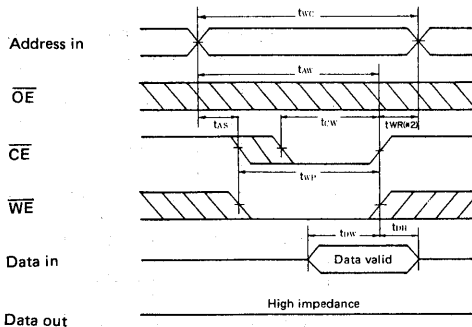 tWC
Address in
tAW
OE
tAS
tCW
tWR(*2)
CE
tWP
WE
tDW
tDH
Data in
Data valid
High impedance
Data out